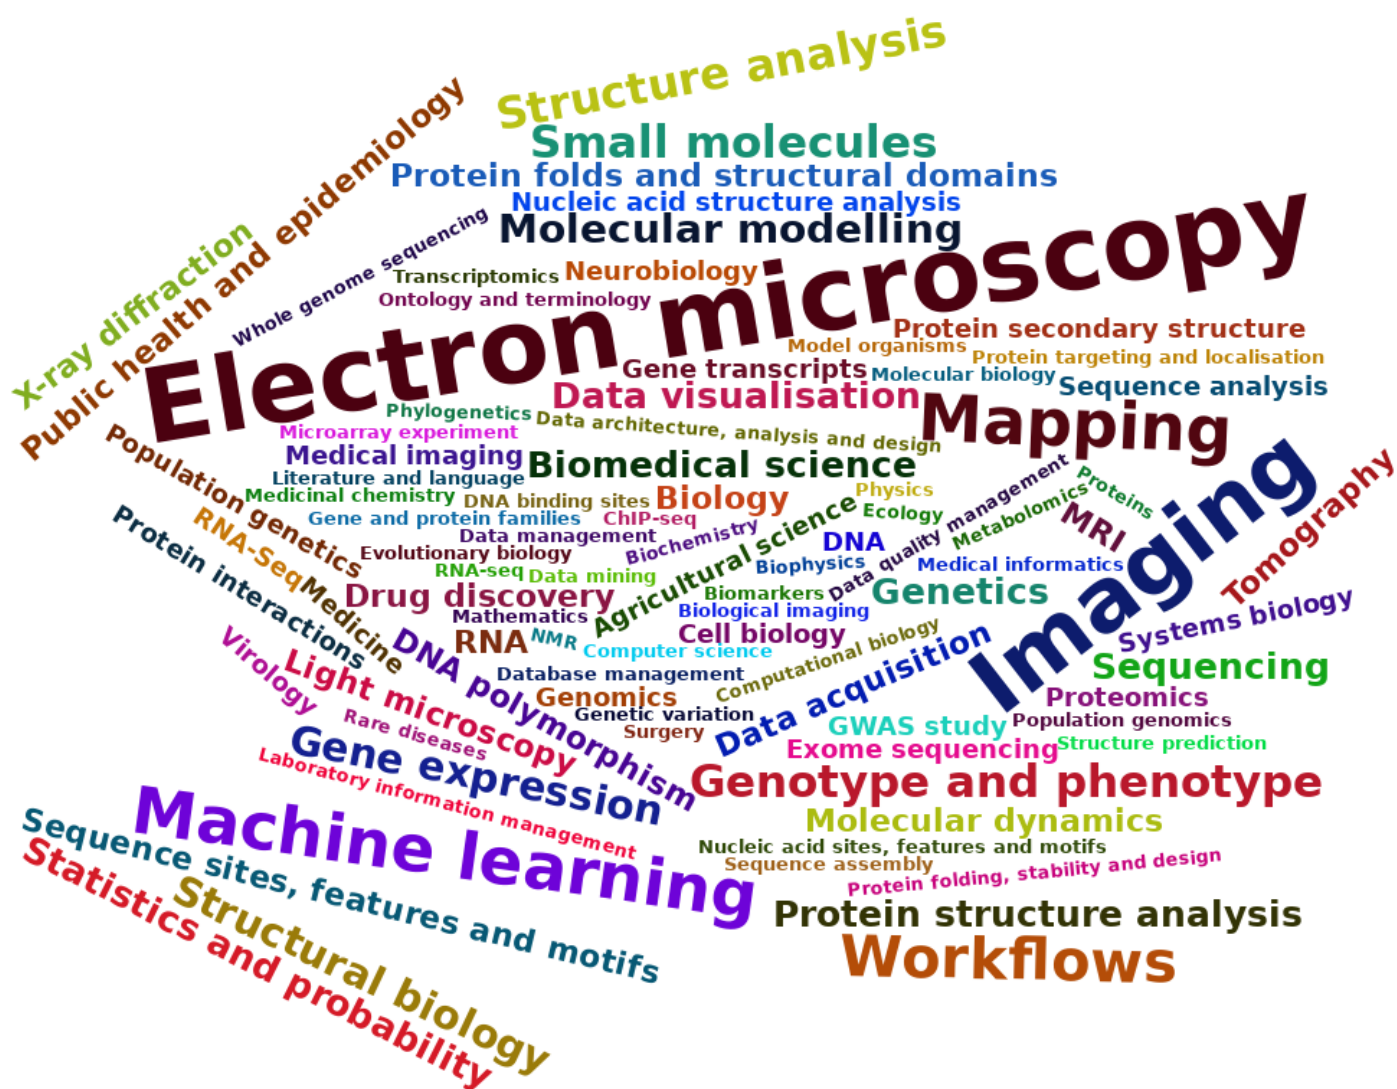 Structure analysis
Small molecules
Protein folds and structural domains
Nucleic acid structure analysis
Molecular modelling
Public health and epidemiology
X-ray diffraction
Whole genome sequencing
Transcriptomics
Neurobiology
Ontology and terminology
Electron microscopy
Protein secondary structure
Model organisms
Protein targeting and localisation
Gene transcripts
Molecular biology
Sequence analysis
Data visualisation
Mapping
Phylogenetics
Data architecture, analysis and design
Microarray experiment
Medical imaging
Biomedical science
Literature and language
Medicinal chemistry
DNA binding sites
Biology
Physics
Ecology
Gene and protein families
ChIP-seq
Data management
Biochemistry
Agricultural science
Data quality management
Metabolomics
Proteins
MRI
Imaging
Tomography
Population genetics
RNA-Seq
Protein interactions
Evolutionary biology
DNA
RNA-seq
Data mining
Biophysics
Medical informatics
Medicine
Drug discovery
Biomarkers
Genetics
Mathematics
Biological imaging
Systems biology
RNA
NMR
Cell biology
Computer science
Computational biology
Virology
Light microscopy
DNA polymorphism
Database management
Data acquisition
Sequencing
Genomics
Proteomics
Genetic variation
Surgery
GWAS study
Population genomics
Rare diseases
Gene expression
Exome sequencing
Structure prediction
Laboratory information management
Genotype and phenotype
Machine learning
Molecular dynamics
Nucleic acid sites, features and motifs
Sequence assembly
Protein folding, stability and design
Sequence sites, features and motifs
Statistics and probability
Structural biology
Protein structure analysis
Workflows